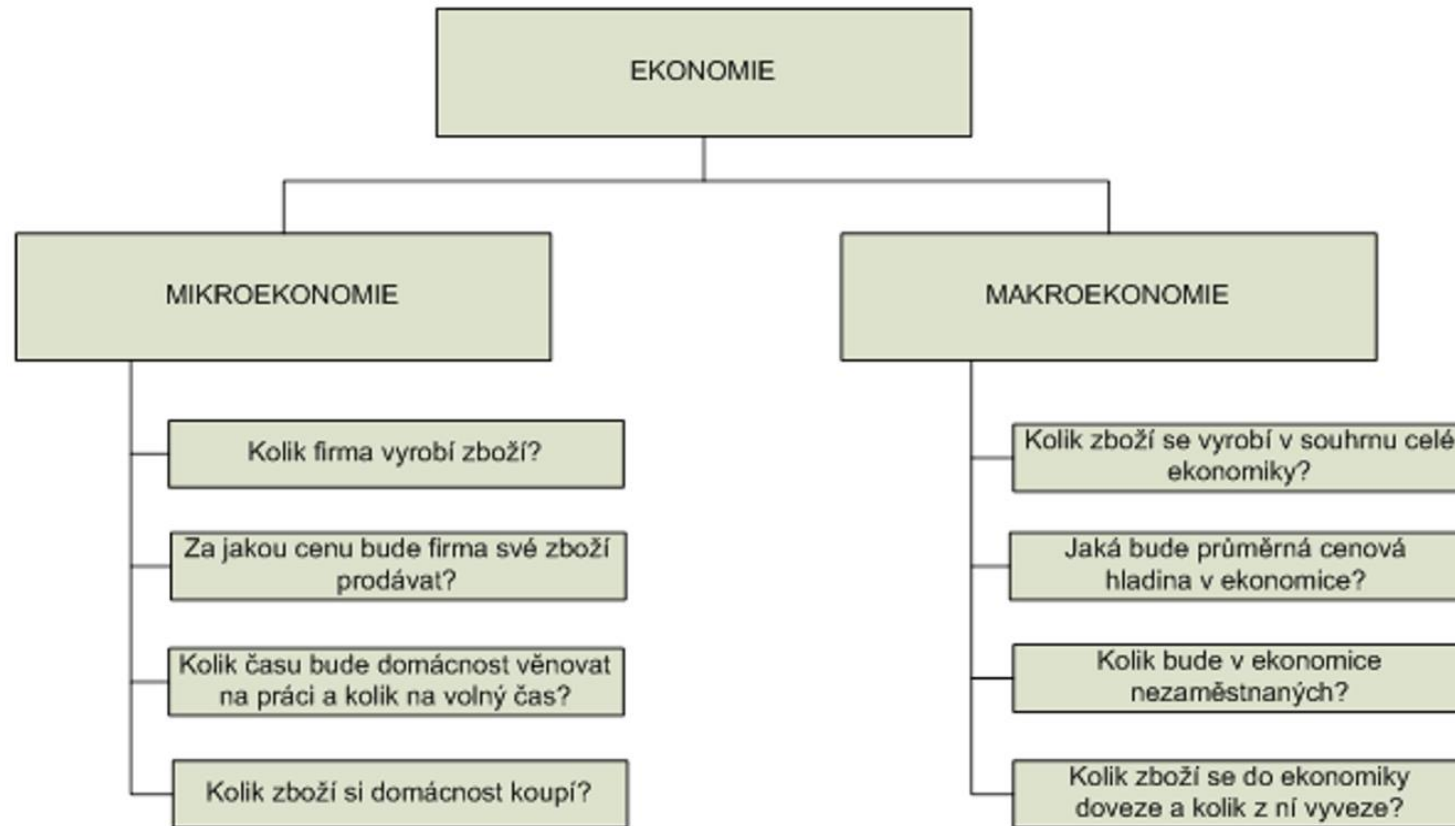 EKONOMIE
MIKROEKONOMIE
MAKROEKONOMIE
Kolik firma vyrobí zboží?
Za jakou cenu bude firma své zboží
prodávat?
Kolik času bude domácnost věnovat
na práci a kolik na volný čas?
Kolik zboží si domácnost koupí?
Kolik zboží se vyrobí v souhrnu celé
ekonomiky?
Jaká bude průměrná cenová
hladina v ekonomice?
Kolik bude v ekonomice
nezaměstnaných?
Kolik zboží se do ekonomiky
doveze a kolik z ní vyveze?